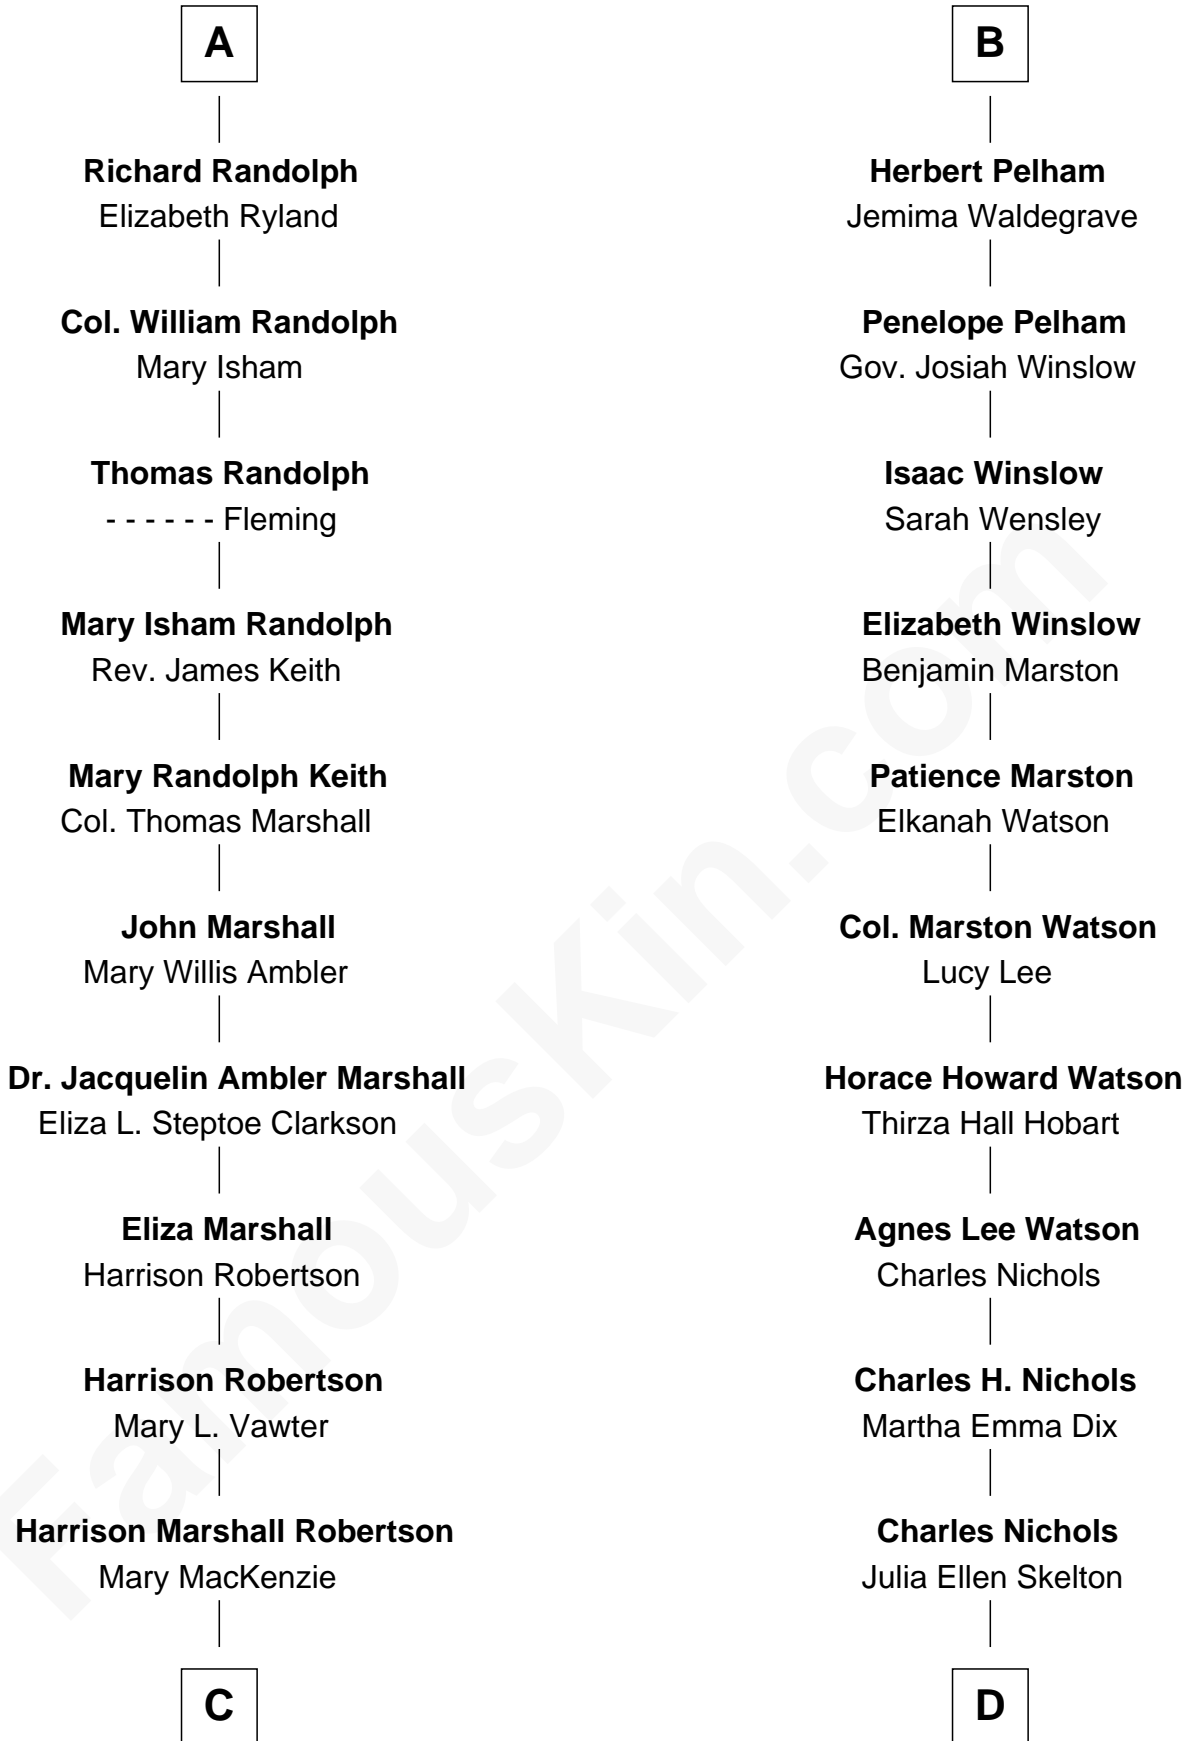 A
Richard Randolph
Elizabeth Ryland
Col. William Randolph
Mary Isham
Thomas Randolph
- - - - - - Fleming
Mary Isham Randolph
Rev. James Keith
Mary Randolph Keith
Col. Thomas Marshall
John Marshall
Mary Willis Ambler
Dr. Jacquelin Ambler Marshall
Eliza L. Steptoe Clarkson
Eliza Marshall
Harrison Robertson
Harrison Robertson
Mary L. Vawter
Harrison Marshall Robertson
Mary MacKenzie
C
B
Herbert Pelham
Jemima Waldegrave
Penelope Pelham
Gov. Josiah Winslow
Isaac Winslow
Sarah Wensley
Elizabeth Winslow
Benjamin Marston
Patience Marston
Elkanah Watson
Col. Marston Watson
Lucy Lee
Horace Howard Watson
Thirza Hall Hobart
Agnes Lee Watson
Charles Nichols
Charles H. Nichols
Martha Emma Dix
Charles Nichols
Julia Ellen Skelton
D
FamousKin.com